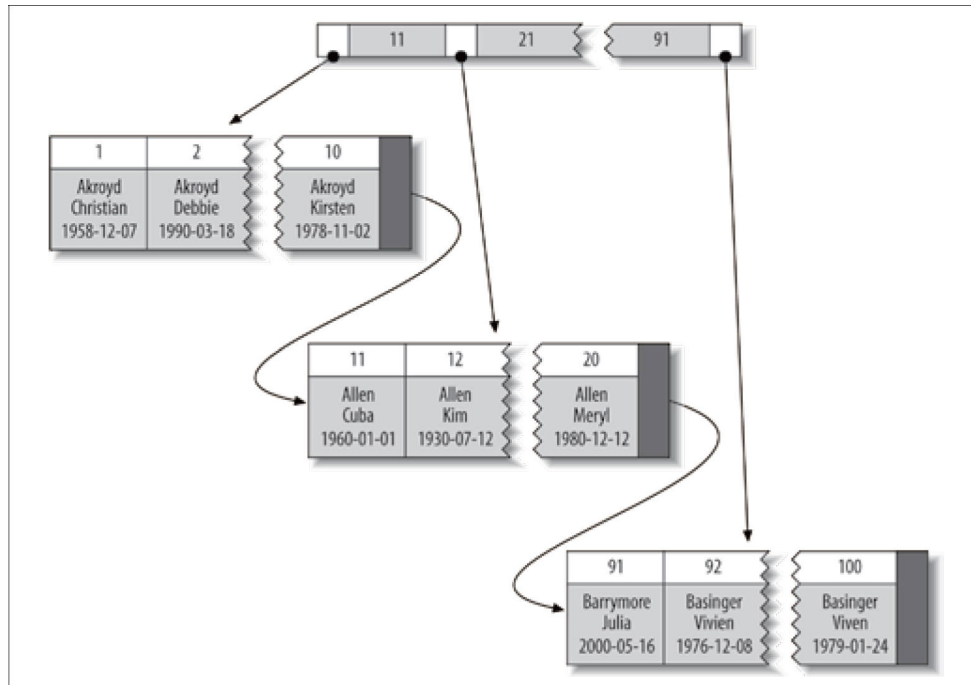 11 21 91
1 2 10
Akroyd Akroyd Akroyd
Christian Debbie Kirsten
1958-12-07 1990-03-18 1978-11-02
11 12 20
Allen Allen Allen
Cuba Kim Meryl
1960-01-01 1930-07-12 1980-12-12
91 92 100
Barrymore Basinger Basinger
Julia Vivien Viven
2000-05-16 1976-12-08 1979-01-24